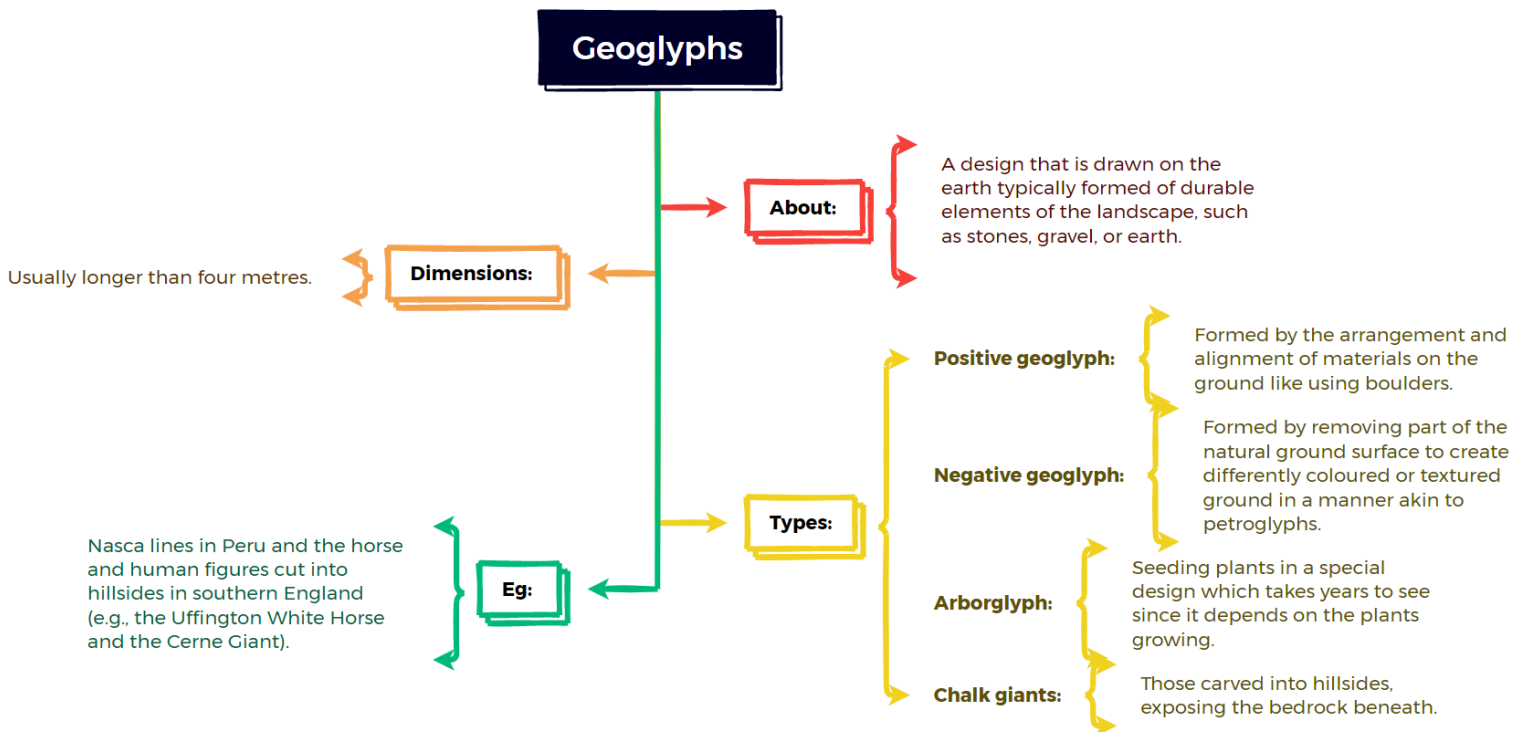 Geoglyphs
About:
A design that is drawn on the
earth typically formed of durable
elements of the landscape, such
as stones, gravel, or earth.
Dimensions:
Usually longer than four metres.
Types:
Positive geoglyph:
Formed by the arrangement and
alignment of materials on the
ground like using boulders.
Negative geoglyph:
Formed by removing part of the
natural ground surface to create
differently coloured or textured
ground in a manner akin to
petroglyphs.
Arborglyph:
Seeding plants in a special
design which takes years to see
since it depends on the plants
growing.
Chalk giants:
Those carved into hillsides,
exposing the bedrock beneath.
Eg:
Nasca lines in Peru and the horse
and human figures cut into
hillsides in southern England
(e.g., the Uffington White Horse
and the Cerne Giant).